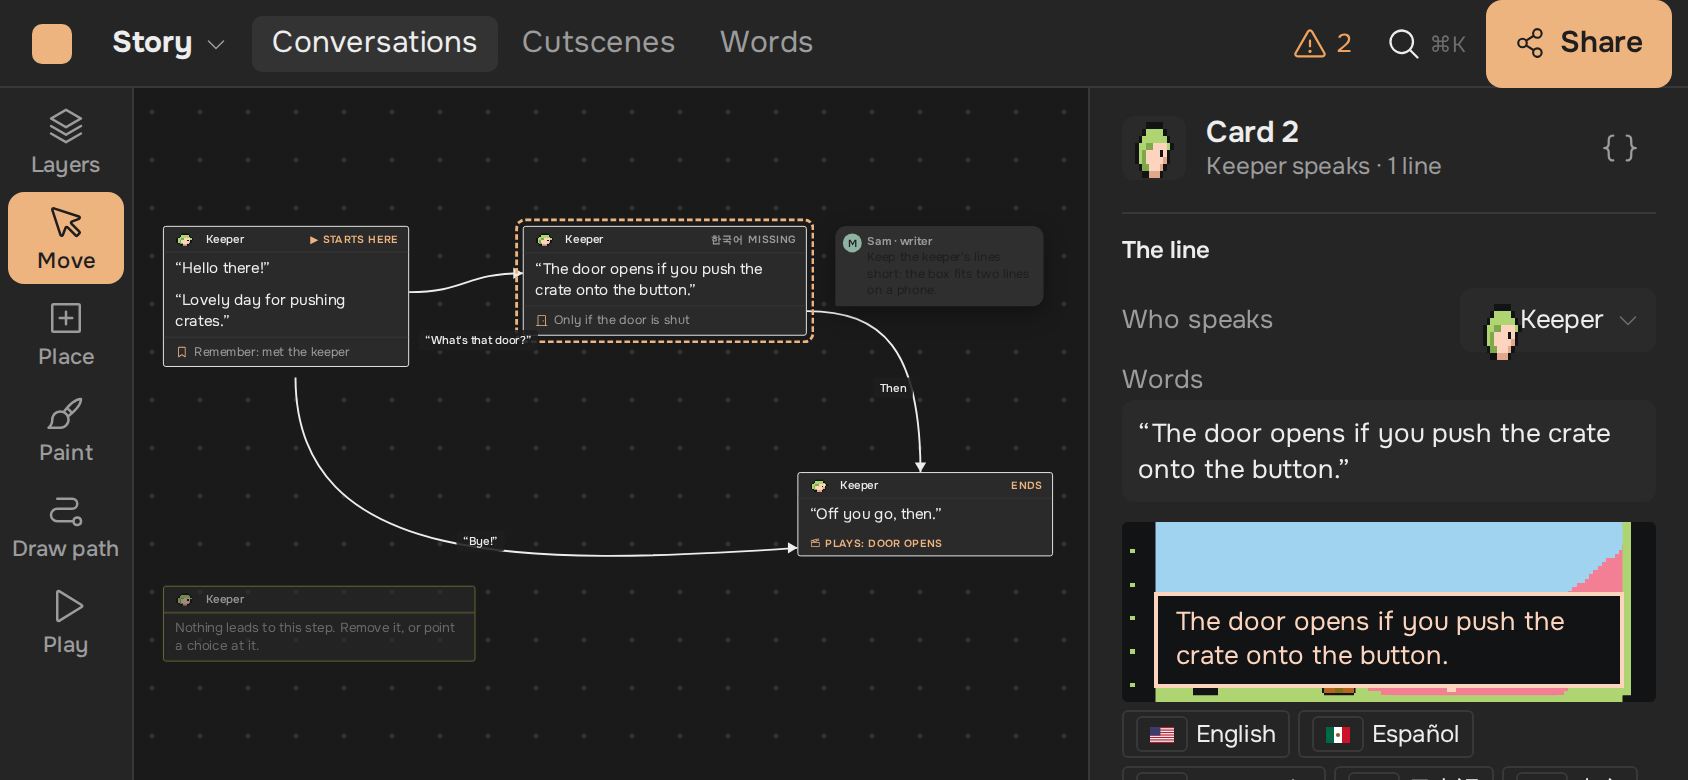 Story
Conversations
Cutscenes
Words
2
⌘K
Share
Layers
Move
Place
Paint
Draw path
Play
Keeper
▶ STARTS HERE
“Hello there!”
“Lovely day for pushing
crates.”
Remember: met the keeper
“What's that door?”
Keeper
한국어 MISSING
“The door opens if you push the
crate onto the button.”
Only if the door is shut
M
Sam · writer
Keep the keeper's lines
short: the box fits two lines
on a phone.
Then
Keeper
ENDS
“Off you go, then.”
PLAYS: DOOR OPENS
“Bye!”
Keeper
Nothing leads to this step. Remove it, or point
a choice at it.
Card 2
Keeper speaks · 1 line
{ }
The line
Who speaks
Keeper
Words
“The door opens if you push the crate
onto the button.”
The door opens if you push the
crate onto the button.
English
Español